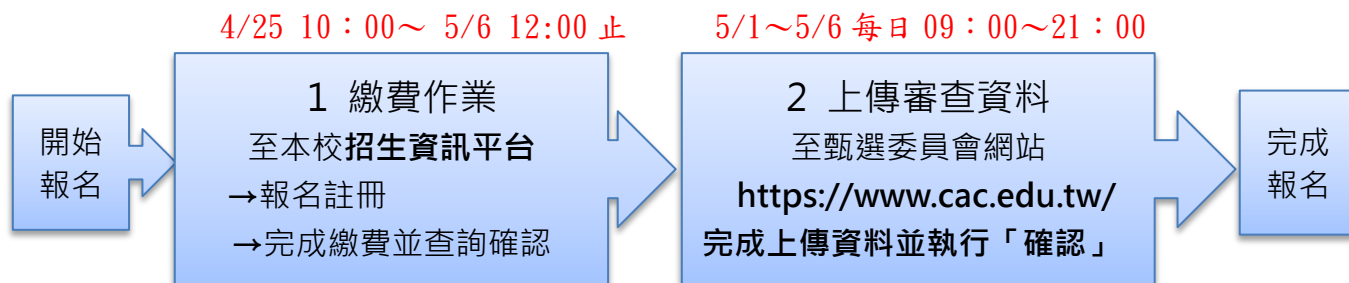 4/25 10：00～ 5/6 12:00 止
5/1～5/6 每日 09：00～21：00
開始
報名
1 繳費作業
至本校招生資訊平台
→報名註冊
→完成繳費並查詢確認
2 上傳審查資料
至甄選委員會網站
https://www.cac.edu.tw/
完成上傳資料並執行「確認」
完成
報名